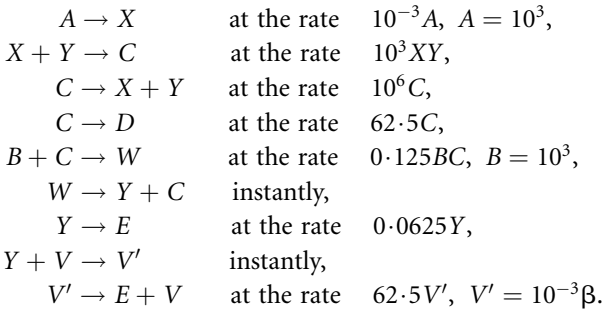 A → X at the rate 10⁻³A, A = 10³,
X + Y → C at the rate 10³XY,
C → X + Y at the rate 10⁶C,
C → D at the rate 62·5C,
B + C → W at the rate 0·125BC, B = 10³,
W → Y + C instantly,
Y → E at the rate 0·0625Y,
Y + V → V′ instantly,
V′ → E + V at the rate 62·5V′, V′ = 10⁻³β.